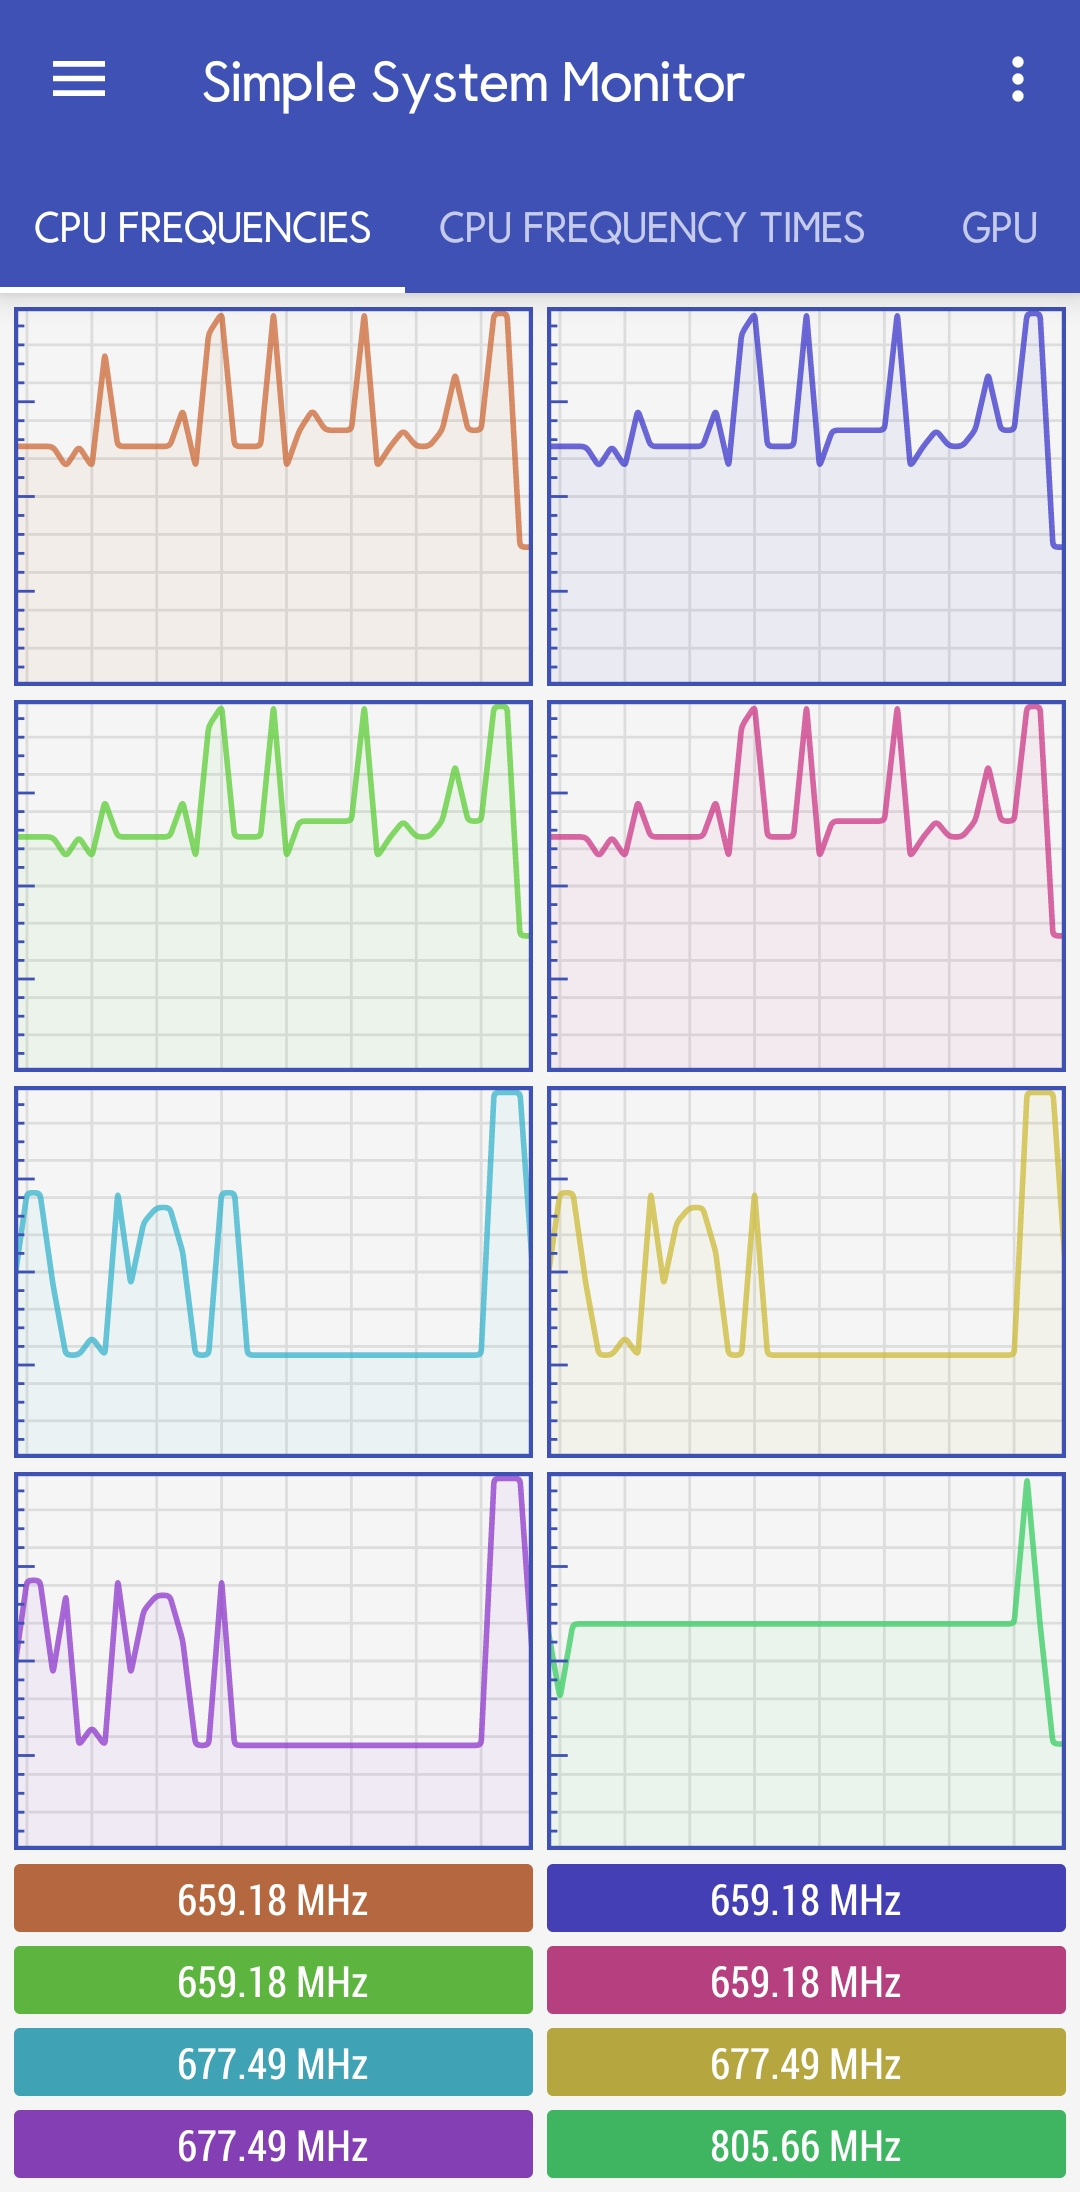 Simple System Monitor
CPU FREQUENCIES CPU FREQUENCY TIMES GPU
659.18 MHz 659.18 MHz
659.18 MHz 659.18 MHz
677.49 MHz 677.49 MHz
677.49 MHz 805.66 MHz